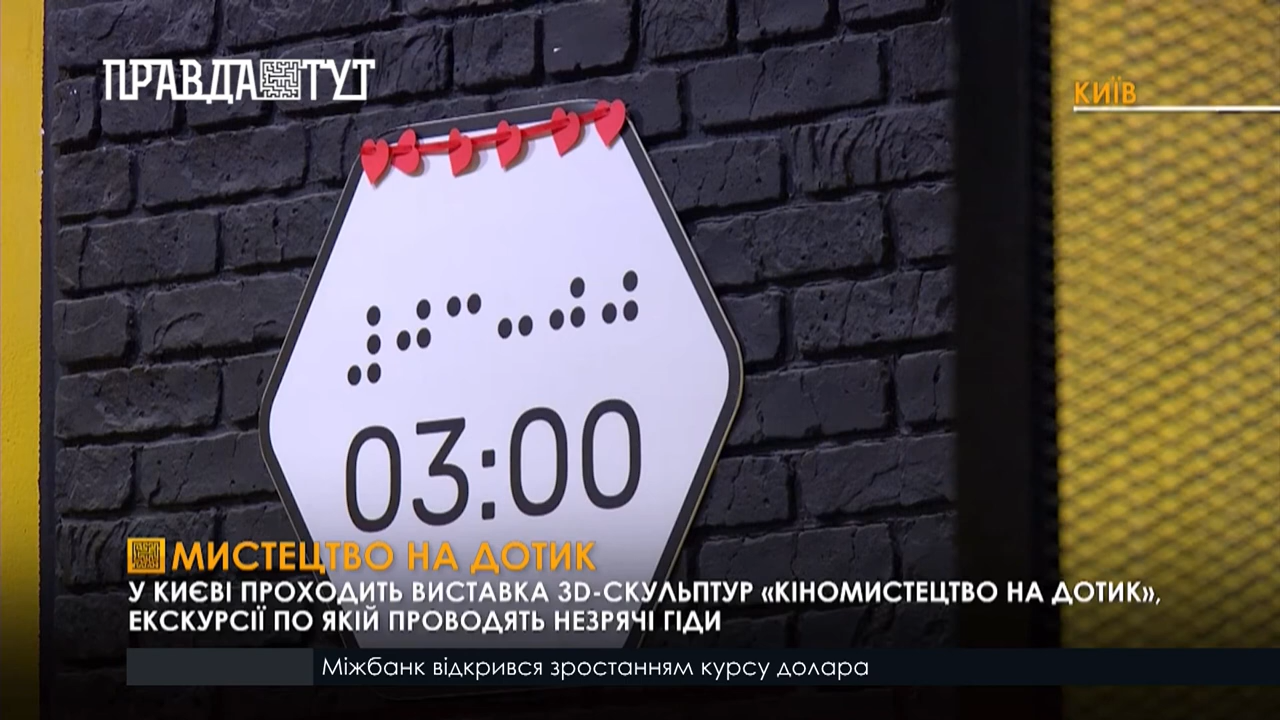 ПРАВДА ТУТ
КИЇВ
⠼⠚⠉⠒⠼⠚⠚
03:00
МИСТЕЦТВО НА ДОТИК
У КИЄВІ ПРОХОДИТЬ ВИСТАВКА 3D-СКУЛЬПТУР «КІНОМИСТЕЦТВО НА ДОТИК»,
ЕКСКУРСІЇ ПО ЯКІЙ ПРОВОДЯТЬ НЕЗРЯЧІ ГІДИ
Міжбанк відкрився зростанням курсу долара